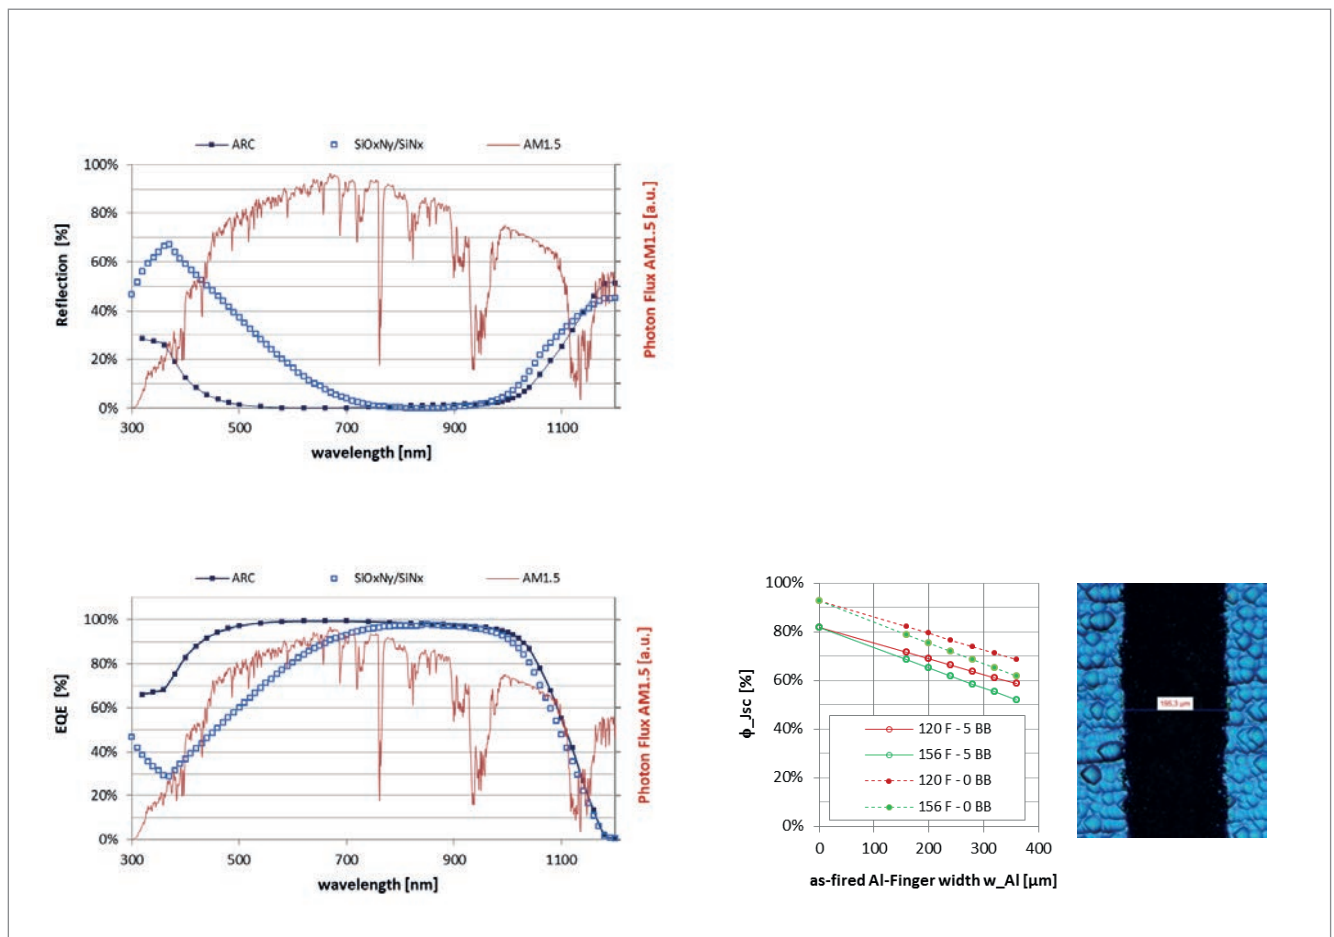 ARC SiOxNy/SiNx AM1.5
100%
80%
60%
40%
20%
0%
Reflection [%]
Photon Flux AM1.5 [a.u.]
300 500 700 900 1100
wavelength [nm]
ARC SiOxNy/SiNx AM1.5
100%
80%
60%
40%
20%
0%
EQE [%]
Photon Flux AM1.5 [a.u.]
300 500 700 900 1100
wavelength [nm]
100%
80%
60%
40%
20%
0%
ϕ_Jsc [%]
120 F - 5 BB
156 F - 5 BB
120 F - 0 BB
156 F - 0 BB
0 100 200 300 400
as-fired Al-Finger width w_Al [µm]